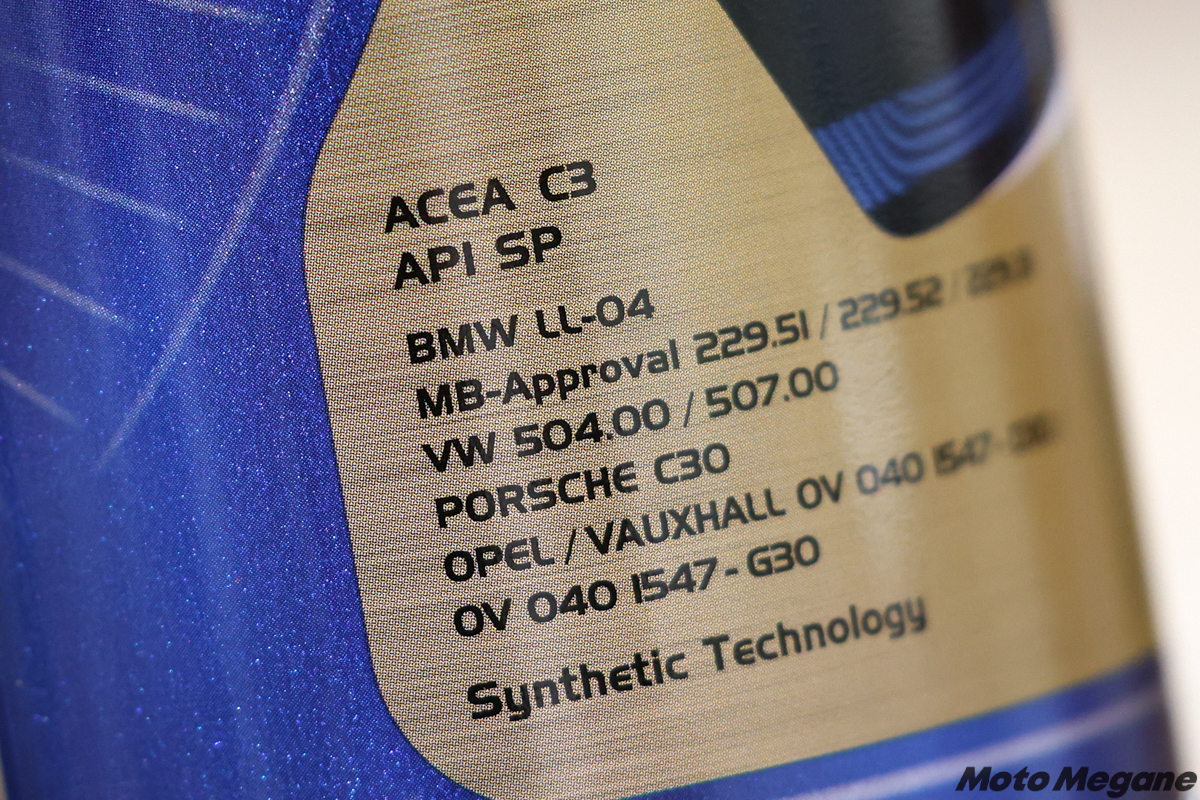 ACEA C3
API SP
BMW LL-04
MB-Approval 229.51 / 229.52 /
VW 504.00 / 507.00
PORSCHE C30
OPEL / VAUXHALL OV 040 1547 -
OV 040 1547 - G30
Synthetic Technology
Moto Megane